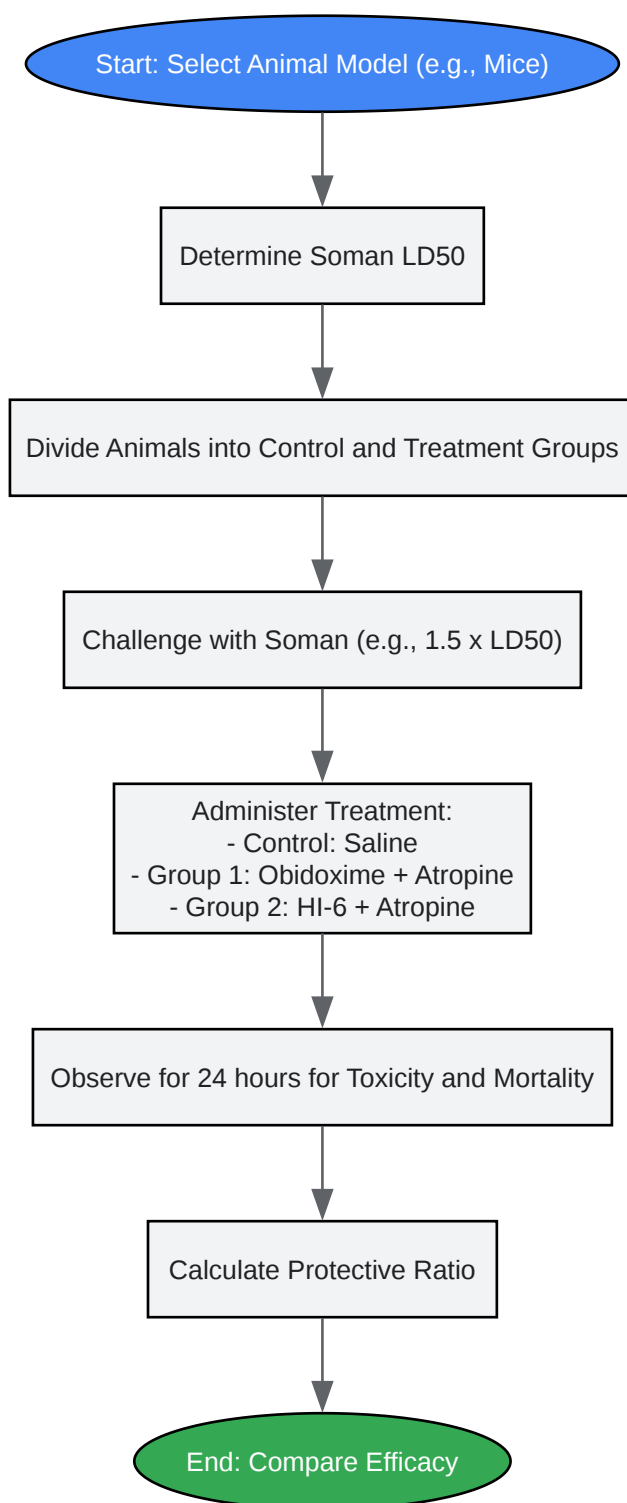 Start: Select Animal Model (e.g., Mice)
Determine Soman LD50
Divide Animals into Control and Treatment Groups
Challenge with Soman (e.g., 1.5 x LD50)
Administer Treatment:
- Control: Saline
- Group 1: Obidoxime + Atropine
- Group 2: HI-6 + Atropine
Observe for 24 hours for Toxicity and Mortality
Calculate Protective Ratio
End: Compare Efficacy